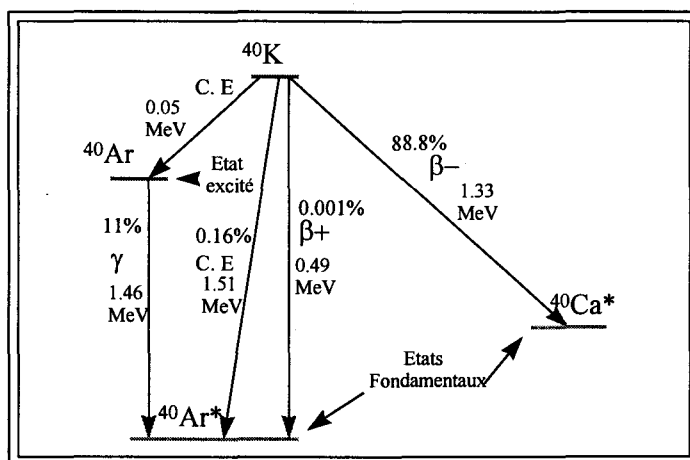 ⁴⁰K
C. E
0.05
MeV
⁴⁰Ar
Etat
excité
88.8%
β−
1.33
MeV
11%
γ
1.46
MeV
0.16%
C. E
1.51
MeV
0.001%
β+
0.49
MeV
⁴⁰Ca*
Etats
Fondamentaux
⁴⁰Ar*